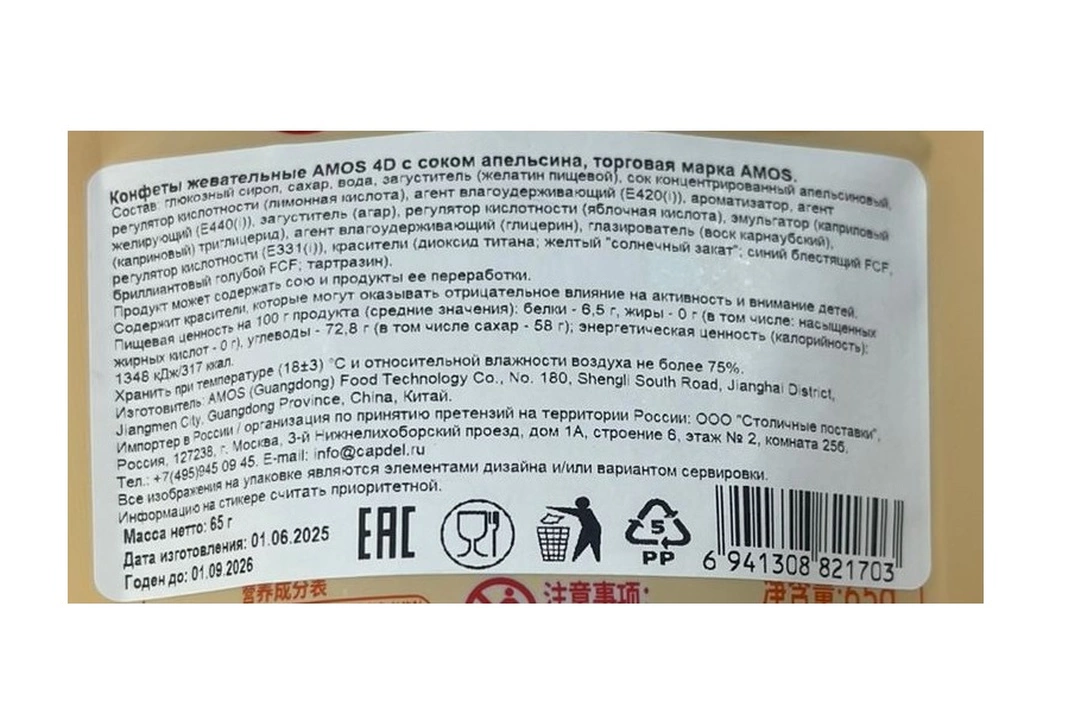 Конфеты жевательные AMOS 4D с соком апельсина, торговая марка AMOS.
Состав: глюкозный сироп, сахар, вода, загуститель (желатин пищевой), сок концентрированный апельсиновый,
регулятор кислотности (лимонная кислота), агент влагоудерживающий (Е420(i)), ароматизатор, агент
желирующий (Е440(i)), загуститель (агар), регулятор кислотности (яблочная кислота), эмульгатор (каприловый
(каприновый) триглицерид), агент влагоудерживающий (глицерин), глазирователь (воск карнаубский),
регулятор кислотности (Е331(i)), красители (диоксид титана; желтый "солнечный закат"; синий блестящий FCF,
бриллиантовый голубой FCF; тартразин).
Продукт может содержать сою и продукты ее переработки.
Содержит красители, которые могут оказывать отрицательное влияние на активность и внимание детей.
Пищевая ценность на 100 г продукта (средние значения): белки - 6,5 г, жиры - 0 г (в том числе: насыщенных
жирных кислот - 0 г), углеводы - 72,8 г (в том числе сахар - 58 г); энергетическая ценность (калорийность):
1348 кДж/317 ккал.
Хранить при температуре (18±3) °С и относительной влажности воздуха не более 75%.
Изготовитель: AMOS (Guangdong) Food Technology Co., No. 180, Shengli South Road, Jianghai District,
Jiangmen City, Guangdong Province, China, Китай.
Импортер в России / организация по принятию претензий на территории России: ООО "Столичные поставки",
Россия, 127238, г. Москва, 3-й Нижнелихоборский проезд, дом 1А, строение 6, этаж № 2, комната 25б.
Тел.: +7(495)945 09 45. E-mail: info@capdel.ru
Все изображения на упаковке являются элементами дизайна и/или вариантом сервировки.
Информацию на стикере считать приоритетной.
Масса нетто: 65 г
Дата изготовления: 01.06.2025
Годен до: 01.09.2026
EAC
5
PP
6 941308 821703
营养成分表
注意事项:
净含量:65g